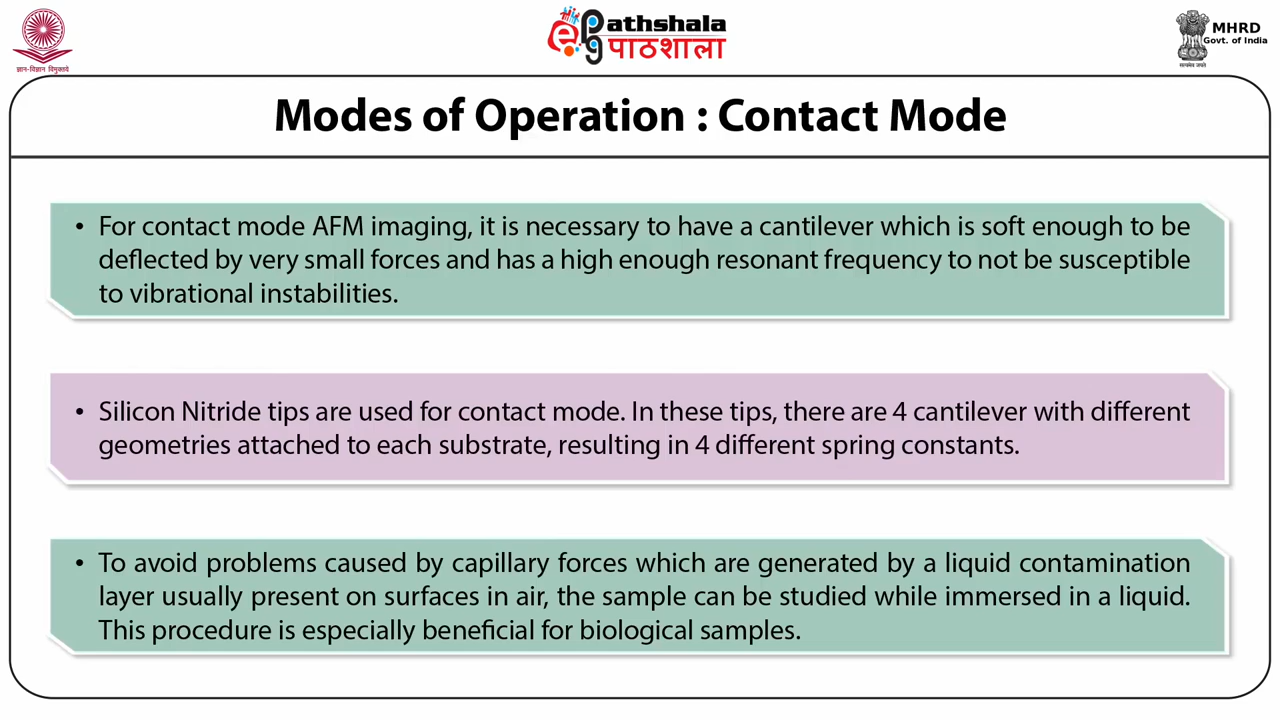 ज्ञान-विज्ञान विमुक्तये
epg
athshala
पाठशाला
सत्यमेव जयते
MHRD
Govt. of India
Modes of Operation : Contact Mode
• For contact mode AFM imaging, it is necessary to have a cantilever which is soft enough to be
deflected by very small forces and has a high enough resonant frequency to not be susceptible
to vibrational instabilities.
• Silicon Nitride tips are used for contact mode. In these tips, there are 4 cantilever with different
geometries attached to each substrate, resulting in 4 different spring constants.
• To avoid problems caused by capillary forces which are generated by a liquid contamination
layer usually present on surfaces in air, the sample can be studied while immersed in a liquid.
This procedure is especially beneficial for biological samples.